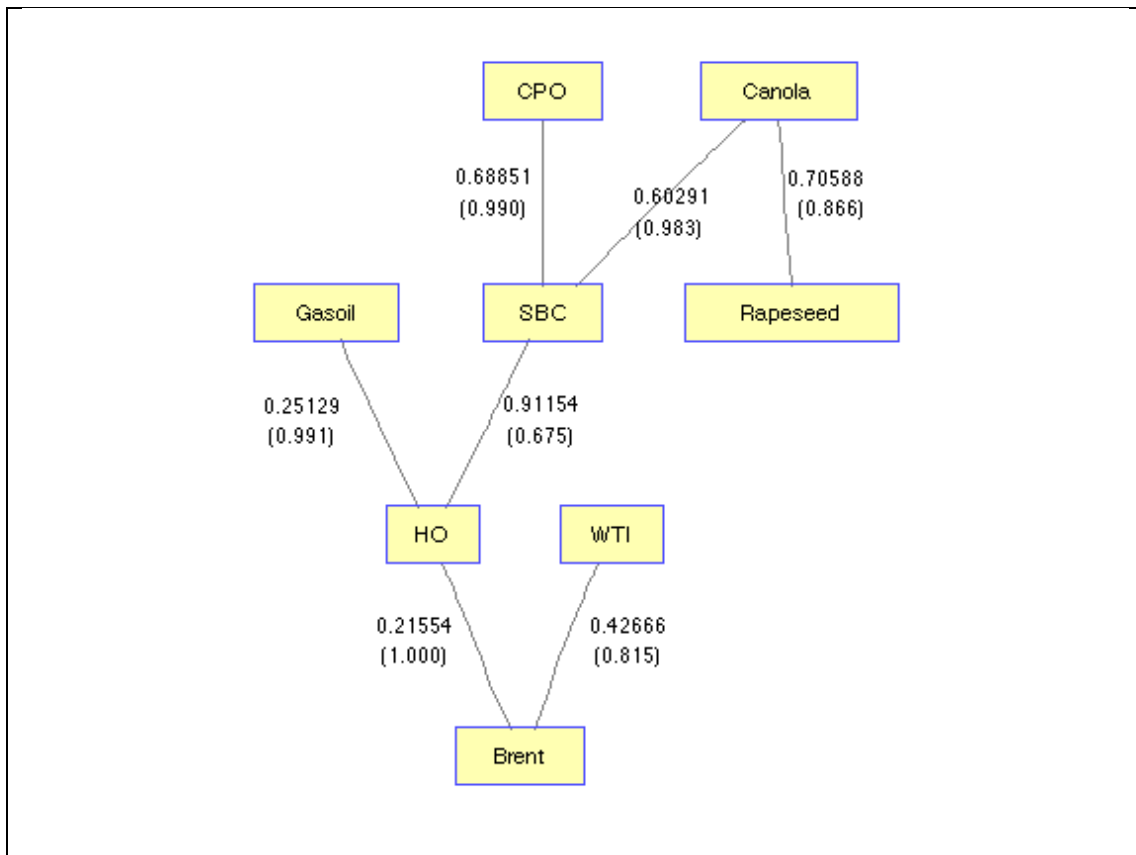 CPO
Canola
0.68851
(0.990)
0.60291
(0.983)
0.70588
(0.866)
Gasoil
SBC
Rapeseed
0.25129
(0.991)
0.91154
(0.675)
HO
WTI
0.21554
(1.000)
0.42666
(0.815)
Brent